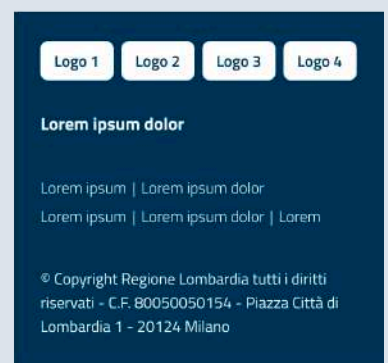 Logo 1 Logo 2 Logo 3 Logo 4
Lorem ipsum dolor
Lorem ipsum | Lorem ipsum dolor
Lorem ipsum | Lorem ipsum dolor | Lorem
© Copyright Regione Lombardia tutti i diritti
riservati - C.F. 80050050154 - Piazza Città di
Lombardia 1 - 20124 Milano